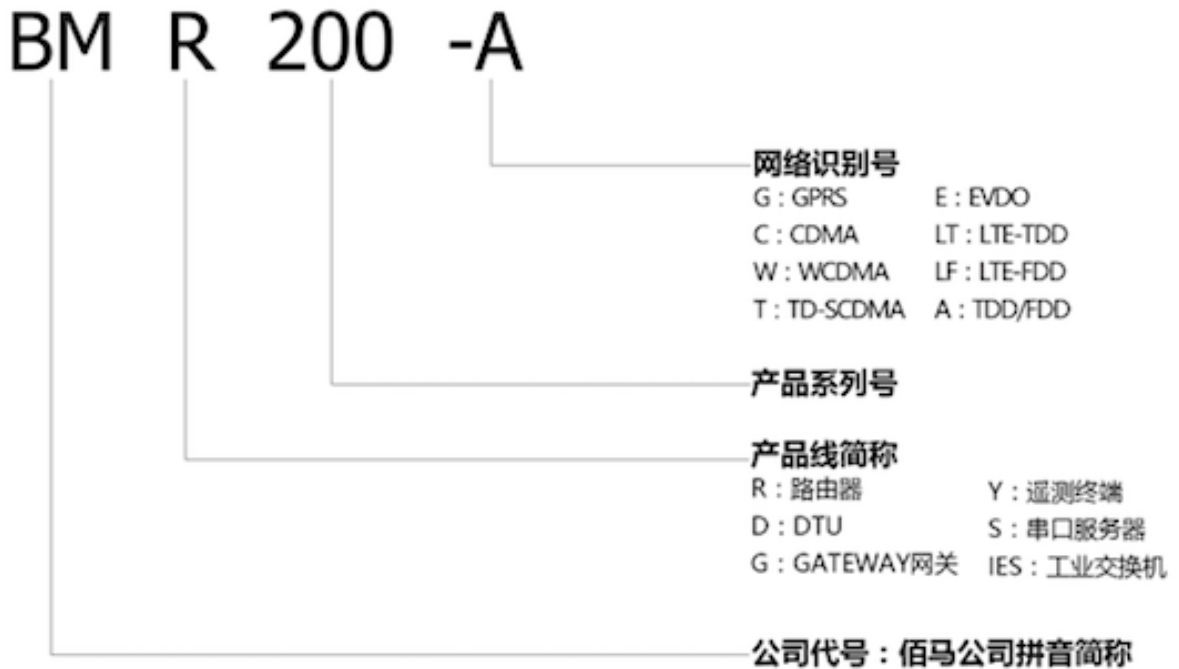 BM R 200 -A
网络识别号
G：GPRS E：EVDO
C：CDMA LT：LTE-TDD
W：WCDMA LF：LTE-FDD
T：TD-SCDMA A：TDD/FDD
产品系列号
产品线简称
R：路由器 Y：遥测终端
D：DTU S：串口服务器
G：GATEWAY网关 IES：工业交换机
公司代号：佰马公司拼音简称